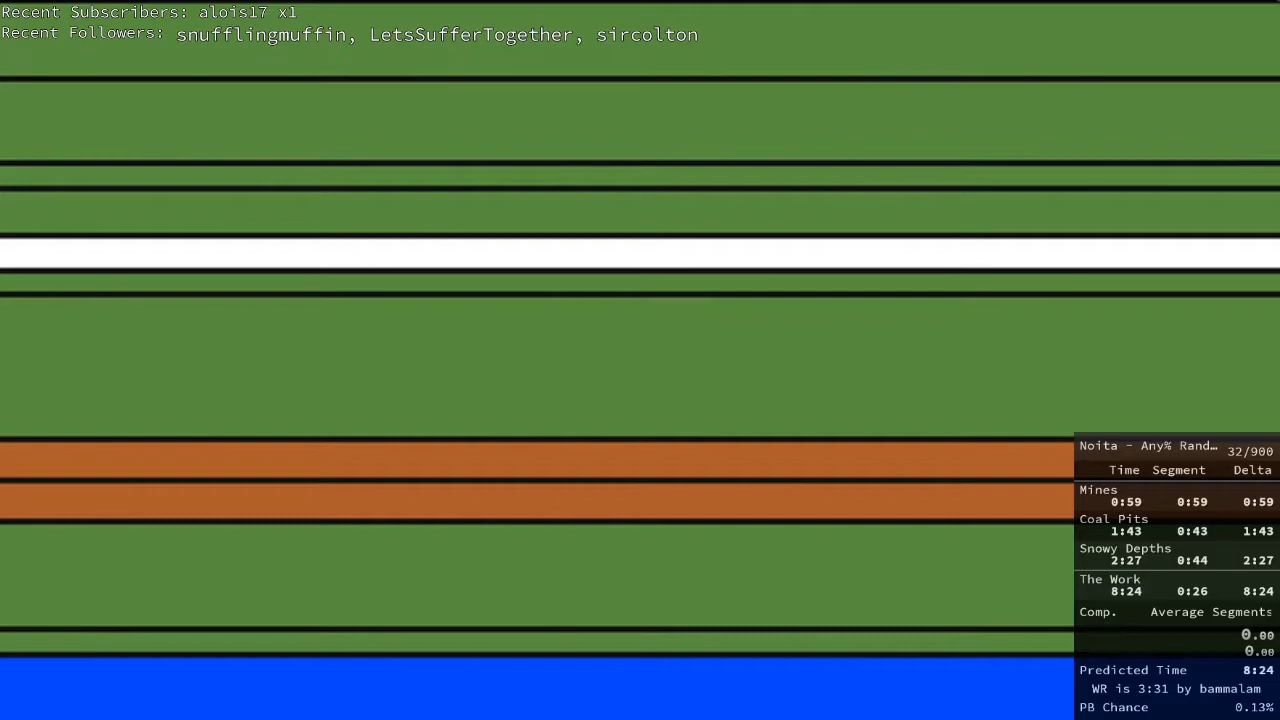 Recent Subscribers: alois17 x1
Recent Followers: snufflingmuffin, LetsSufferTogether, sircolton
Noita - Any% Rand… 32/900
Time Segment Delta
Mines
0:59 0:59 0:59
Coal Pits
1:43 0:43 1:43
Snowy Depths
2:27 0:44 2:27
The Work
8:24 0:26 8:24
Comp. Average Segments
0.00
0.00
Predicted Time 8:24
WR is 3:31 by bammalam
PB Chance 0.13%